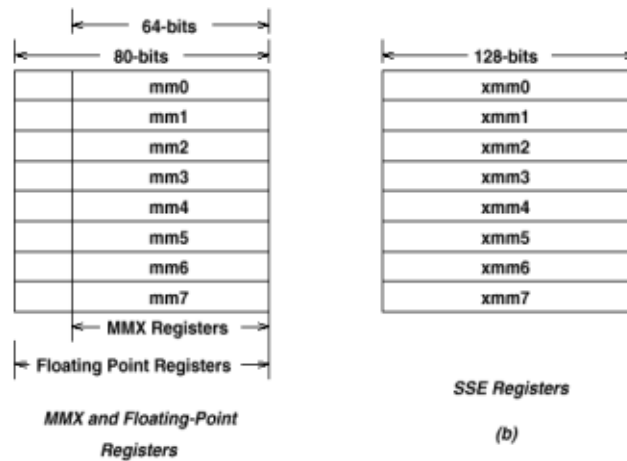 64-bits
80-bits
mm0
mm1
mm2
mm3
mm4
mm5
mm6
mm7
MMX Registers
Floating Point Registers
MMX and Floating-Point
Registers
128-bits
xmm0
xmm1
xmm2
xmm3
xmm4
xmm5
xmm6
xmm7
SSE Registers
(b)